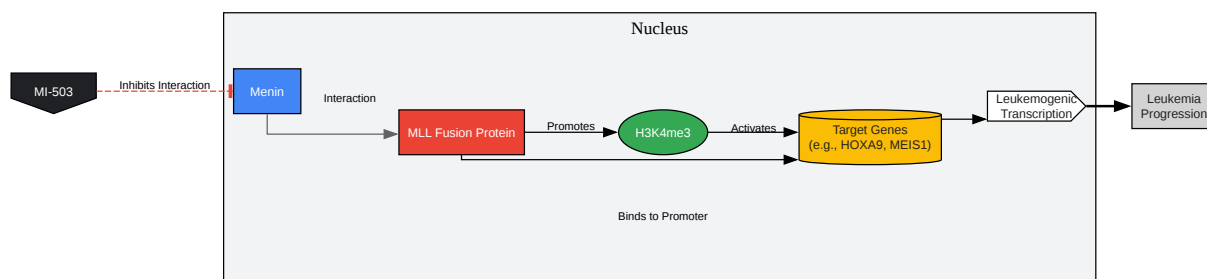 Nucleus
MI-503
Inhibits Interaction
Menin
Interaction
MLL Fusion Protein
Promotes
H3K4me3
Activates
Target Genes
(e.g., HOXA9, MEIS1)
Leukemogenic
Transcription
Leukemia
Progression
Binds to Promoter